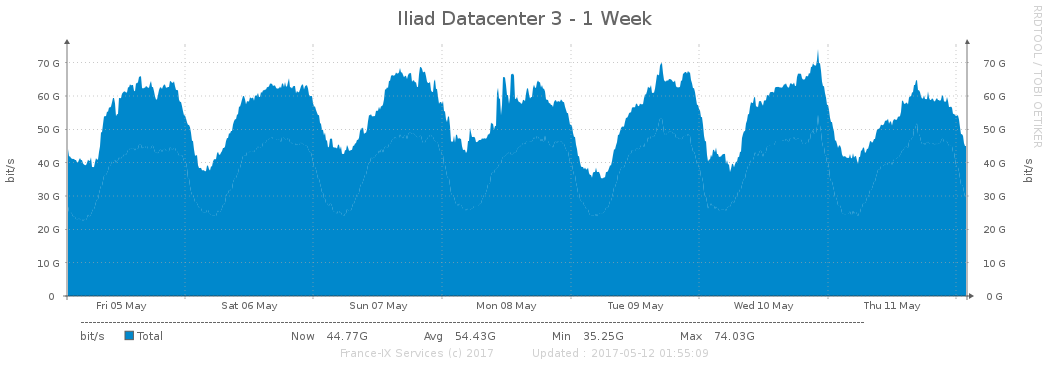 Iliad Datacenter 3 - 1 Week
RRDTOOL / TOBI OETIKER
bit/s
70 G
60 G
50 G
40 G
30 G
20 G
10 G
0
70 G
60 G
50 G
40 G
30 G
20 G
10 G
0 G
bit/s
Fri 05 May Sat 06 May Sun 07 May Mon 08 May Tue 09 May Wed 10 May Thu 11 May
bit/s Total Now 44.77G Avg 54.43G Min 35.25G Max 74.03G
France-IX Services (c) 2017 Updated : 2017-05-12 01:55:09